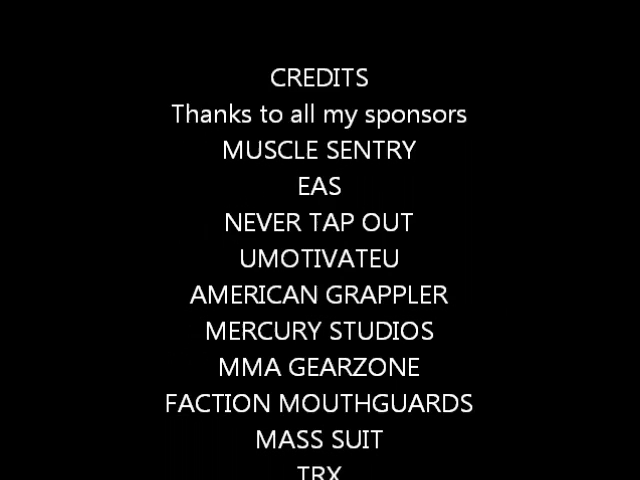 CREDITS
Thanks to all my sponsors
MUSCLE SENTRY
EAS
NEVER TAP OUT
UMOTIVATEU
AMERICAN GRAPPLER
MERCURY STUDIOS
MMA GEARZONE
FACTION MOUTHGUARDS
MASS SUIT
TRX